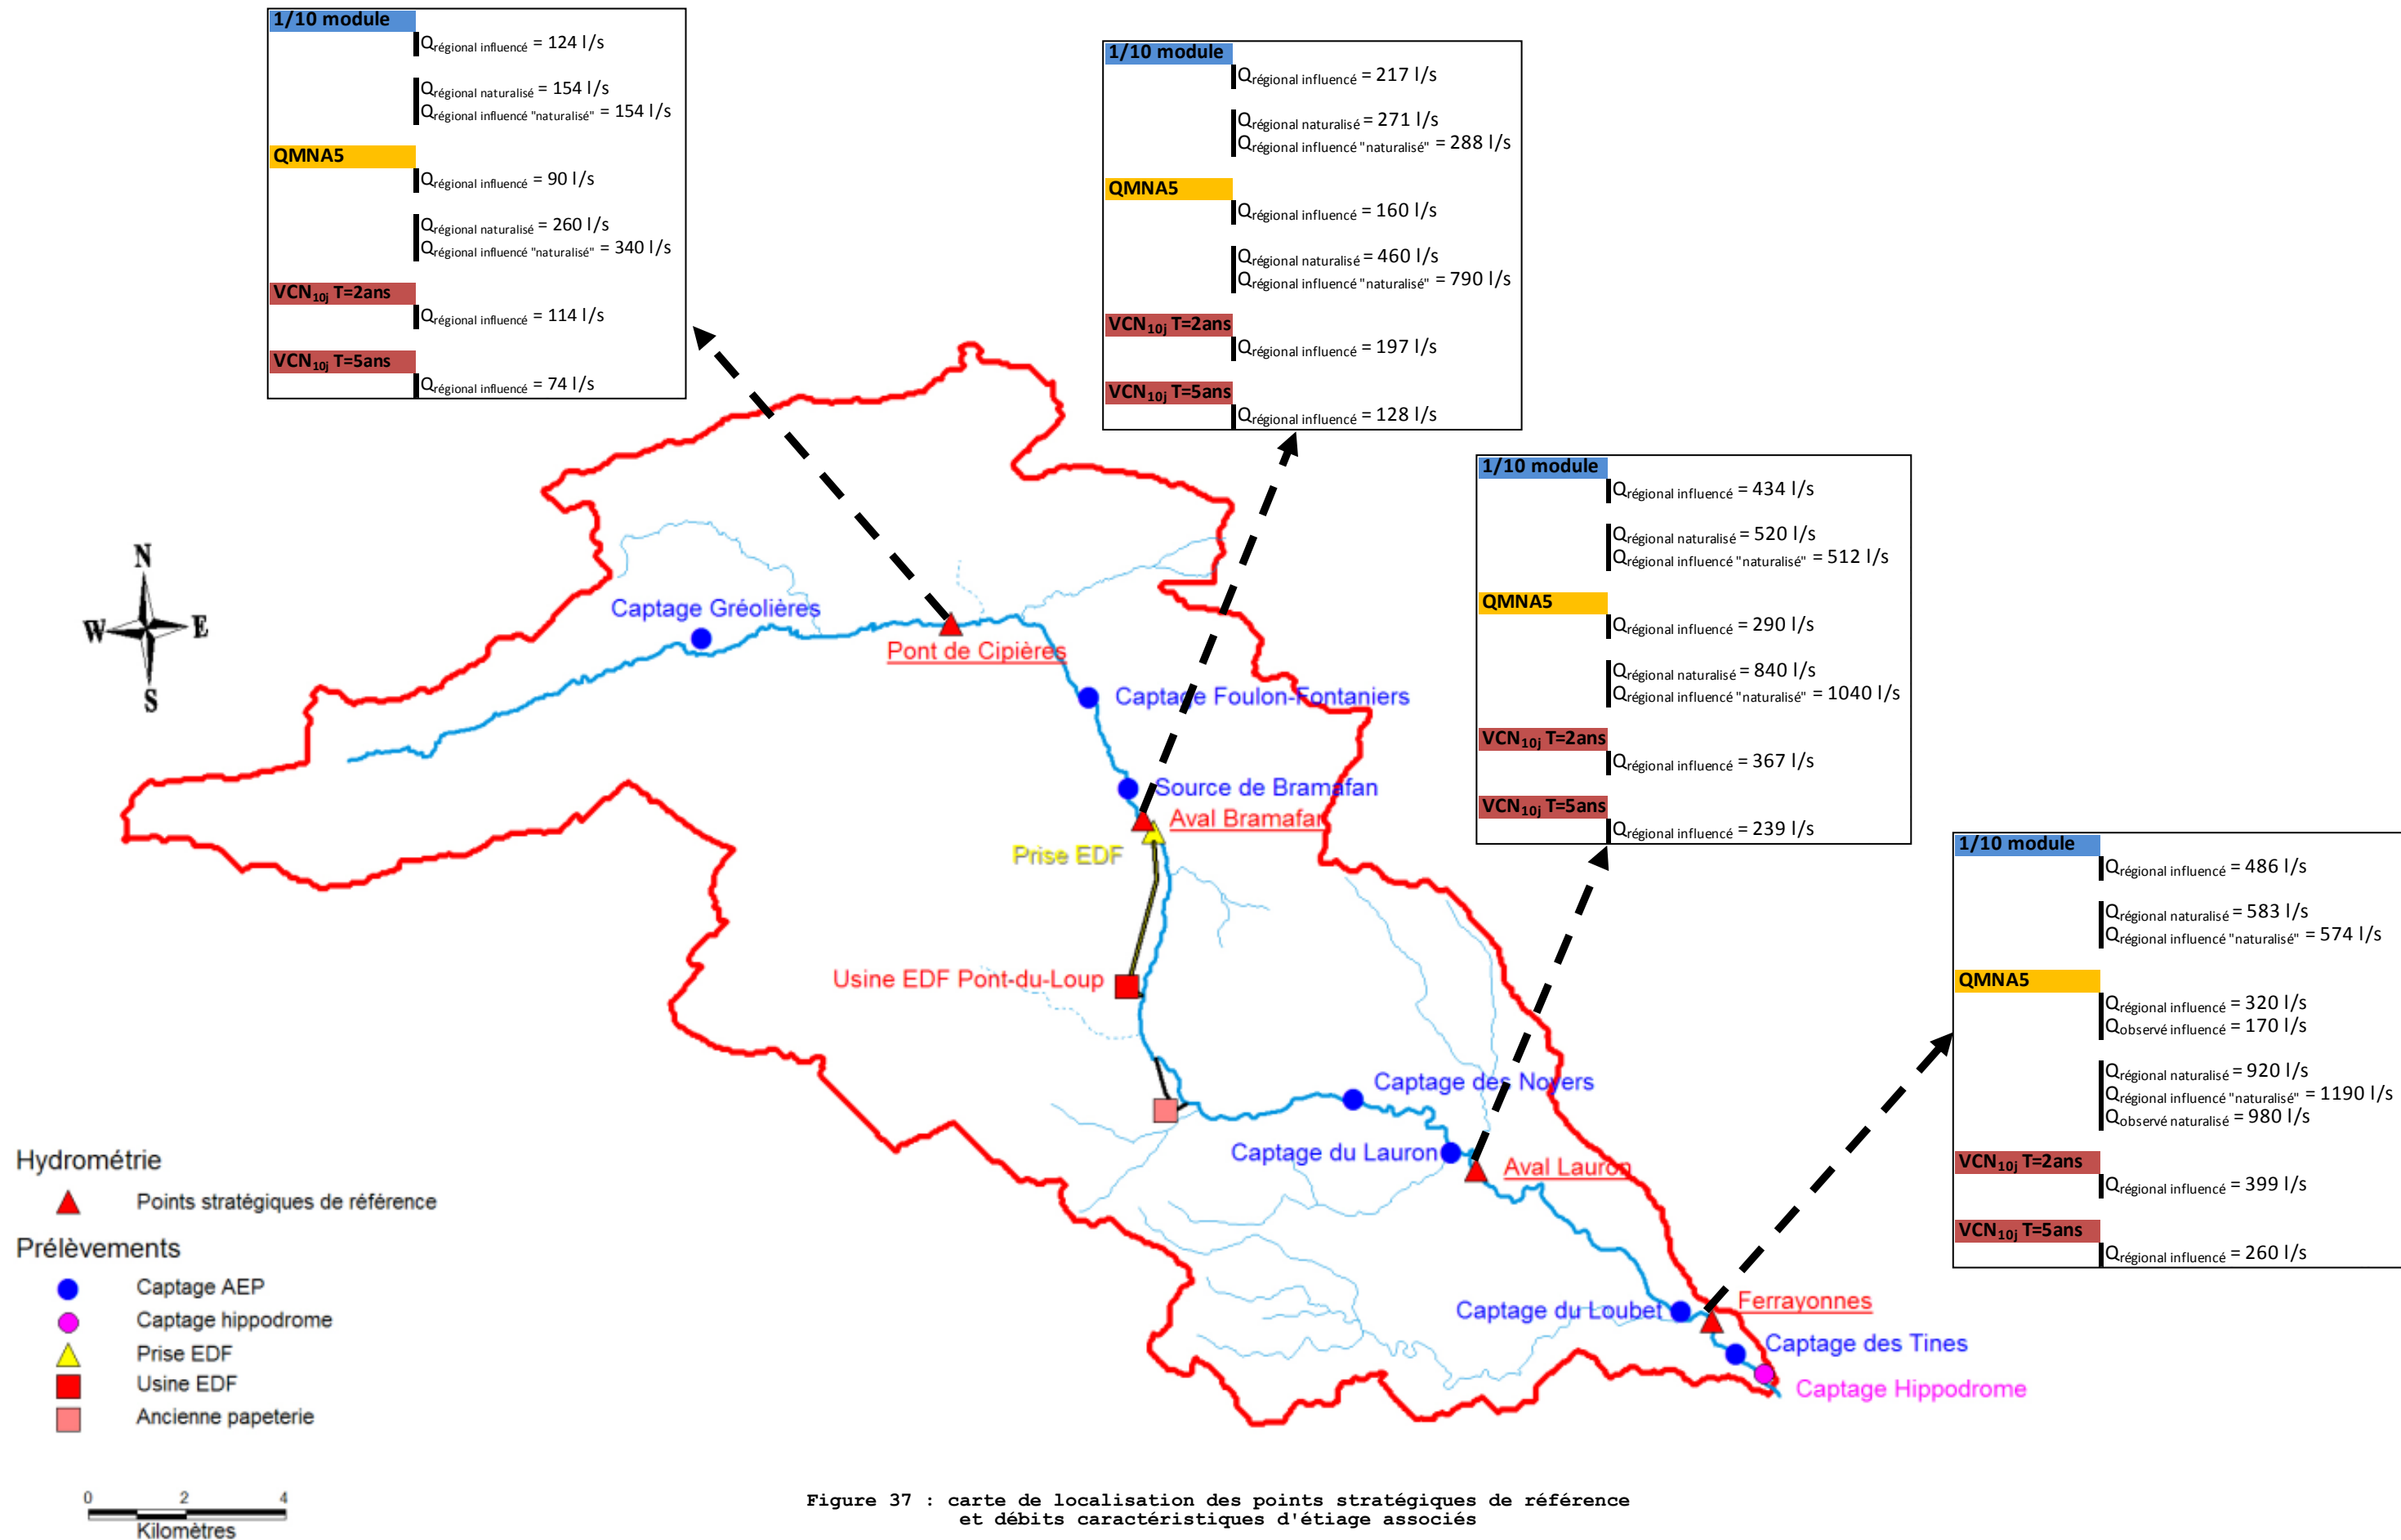 1/10 module
Qrégional influencé = 124 l/s
Qrégional naturalisé = 154 l/s
Qrégional influencé "naturalisé" = 154 l/s
QMNA5
Qrégional influencé = 90 l/s
Qrégional naturalisé = 260 l/s
Qrégional influencé "naturalisé" = 340 l/s
VCN10j T=2ans
Qrégional influencé = 114 l/s
VCN10j T=5ans
Qrégional influencé = 74 l/s
1/10 module
Qrégional influencé = 217 l/s
Qrégional naturalisé = 271 l/s
Qrégional influencé "naturalisé" = 288 l/s
QMNA5
Qrégional influencé = 160 l/s
Qrégional naturalisé = 460 l/s
Qrégional influencé "naturalisé" = 790 l/s
VCN10j T=2ans
Qrégional influencé = 197 l/s
VCN10j T=5ans
Qrégional influencé = 128 l/s
1/10 module
Qrégional influencé = 434 l/s
Qrégional naturalisé = 520 l/s
Qrégional influencé "naturalisé" = 512 l/s
QMNA5
Qrégional influencé = 290 l/s
Qrégional naturalisé = 840 l/s
Qrégional influencé "naturalisé" = 1040 l/s
VCN10j T=2ans
Qrégional influencé = 367 l/s
VCN10j T=5ans
Qrégional influencé = 239 l/s
1/10 module
Qrégional influencé = 486 l/s
Qrégional naturalisé = 583 l/s
Qrégional influencé "naturalisé" = 574 l/s
QMNA5
Qrégional influencé = 320 l/s
Qobservé influencé = 170 l/s
Qrégional naturalisé = 920 l/s
Qrégional influencé "naturalisé" = 1190 l/s
Qobservé naturalisé = 980 l/s
VCN10j T=2ans
Qrégional influencé = 399 l/s
VCN10j T=5ans
Qrégional influencé = 260 l/s
N
W
E
S
Captage Gréolières
Pont de Cipières
Captage Foulon-Fontaniers
Source de Bramafan
Aval Bramafan
Prise EDF
Usine EDF Pont-du-Loup
Captage des Noyers
Captage du Lauron
Aval Lauron
Captage du Loubet
Ferrayonnes
Captage des Tines
Captage Hippodrome
Hydrométrie
Points stratégiques de référence
Prélèvements
Captage AEP
Captage hippodrome
Prise EDF
Usine EDF
Ancienne papeterie
0 2 4
Kilomètres
Figure 37 : carte de localisation des points stratégiques de référence
et débits caractéristiques d'étiage associés